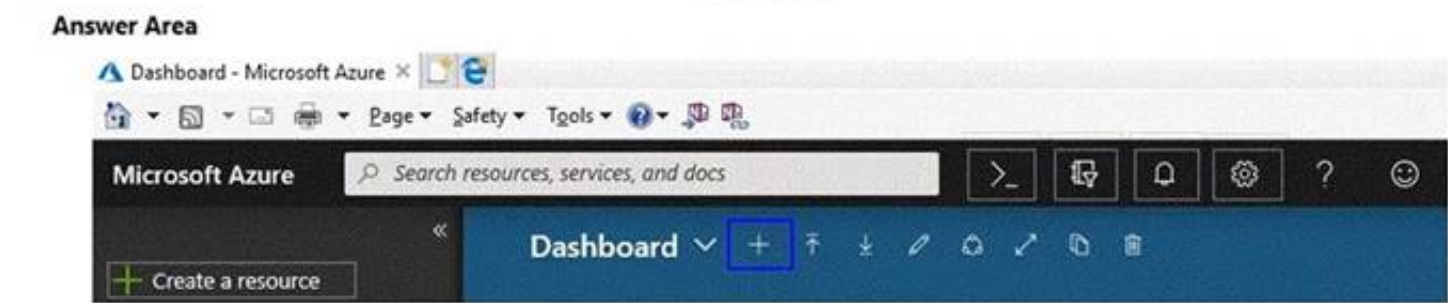 Answer Area
Dashboard - Microsoft Azure ×
Page Safety Tools
Microsoft Azure Search resources, services, and docs >_ ?
«
Dashboard
Create a resource